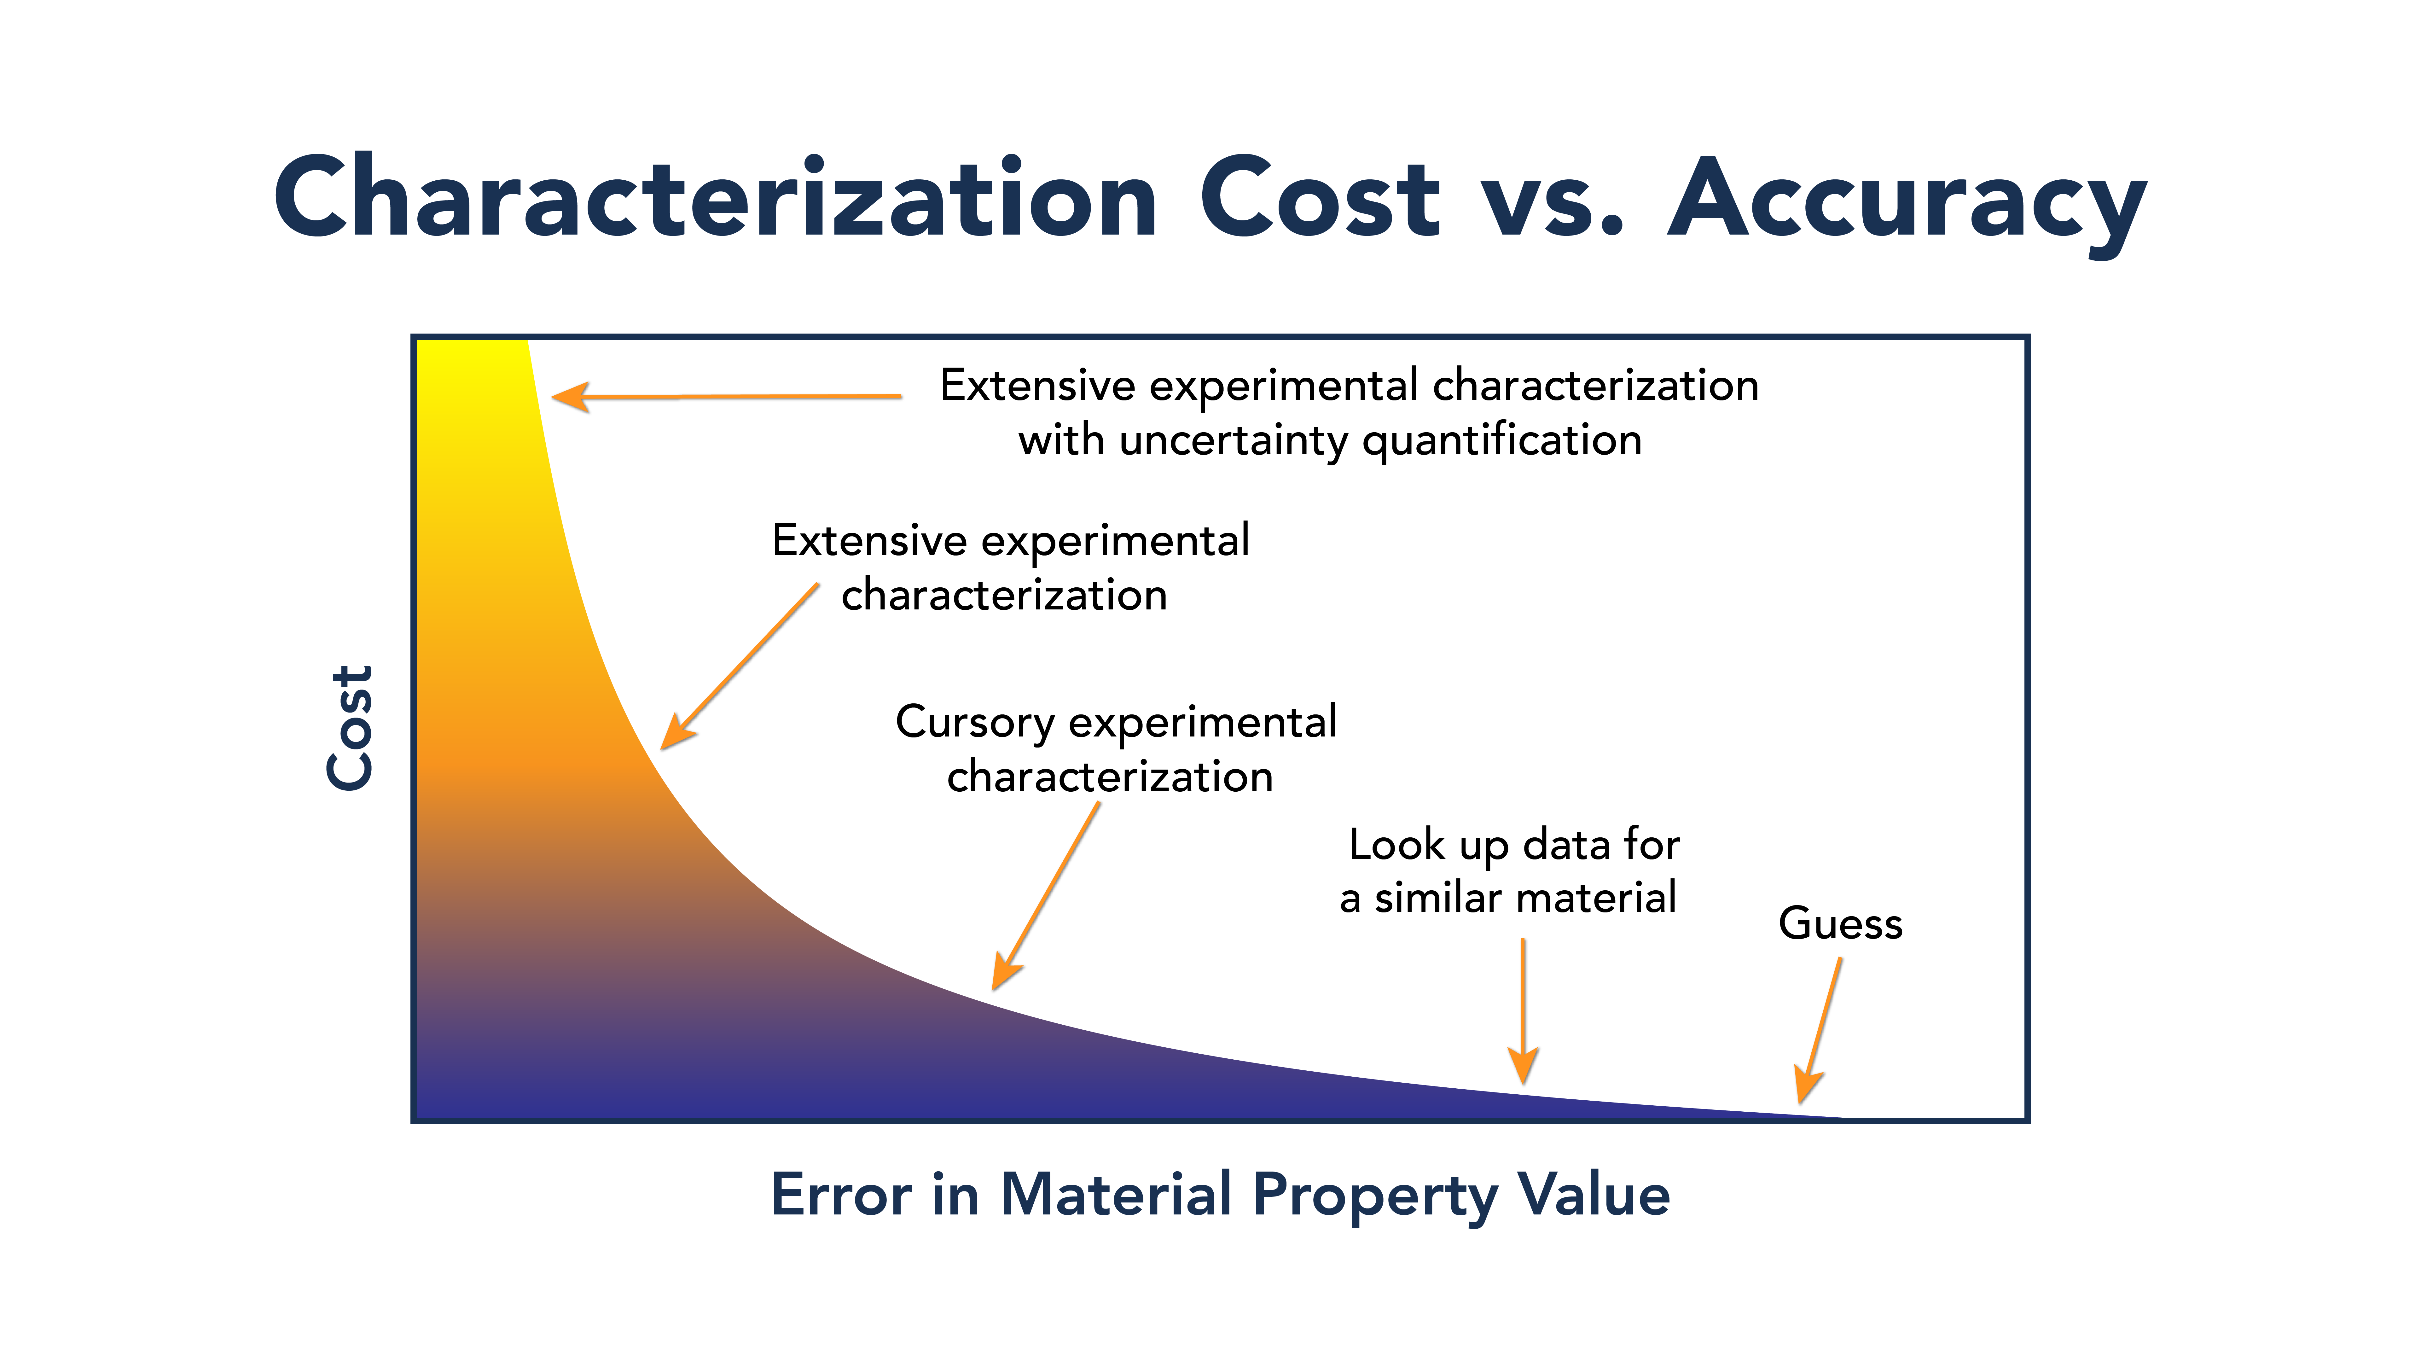 Characterization Cost vs. Accuracy
Extensive experimental characterization
with uncertainty quantification
Extensive experimental
characterization
Cursory experimental
characterization
Look up data for
a similar material
Guess
Cost
Error in Material Property Value